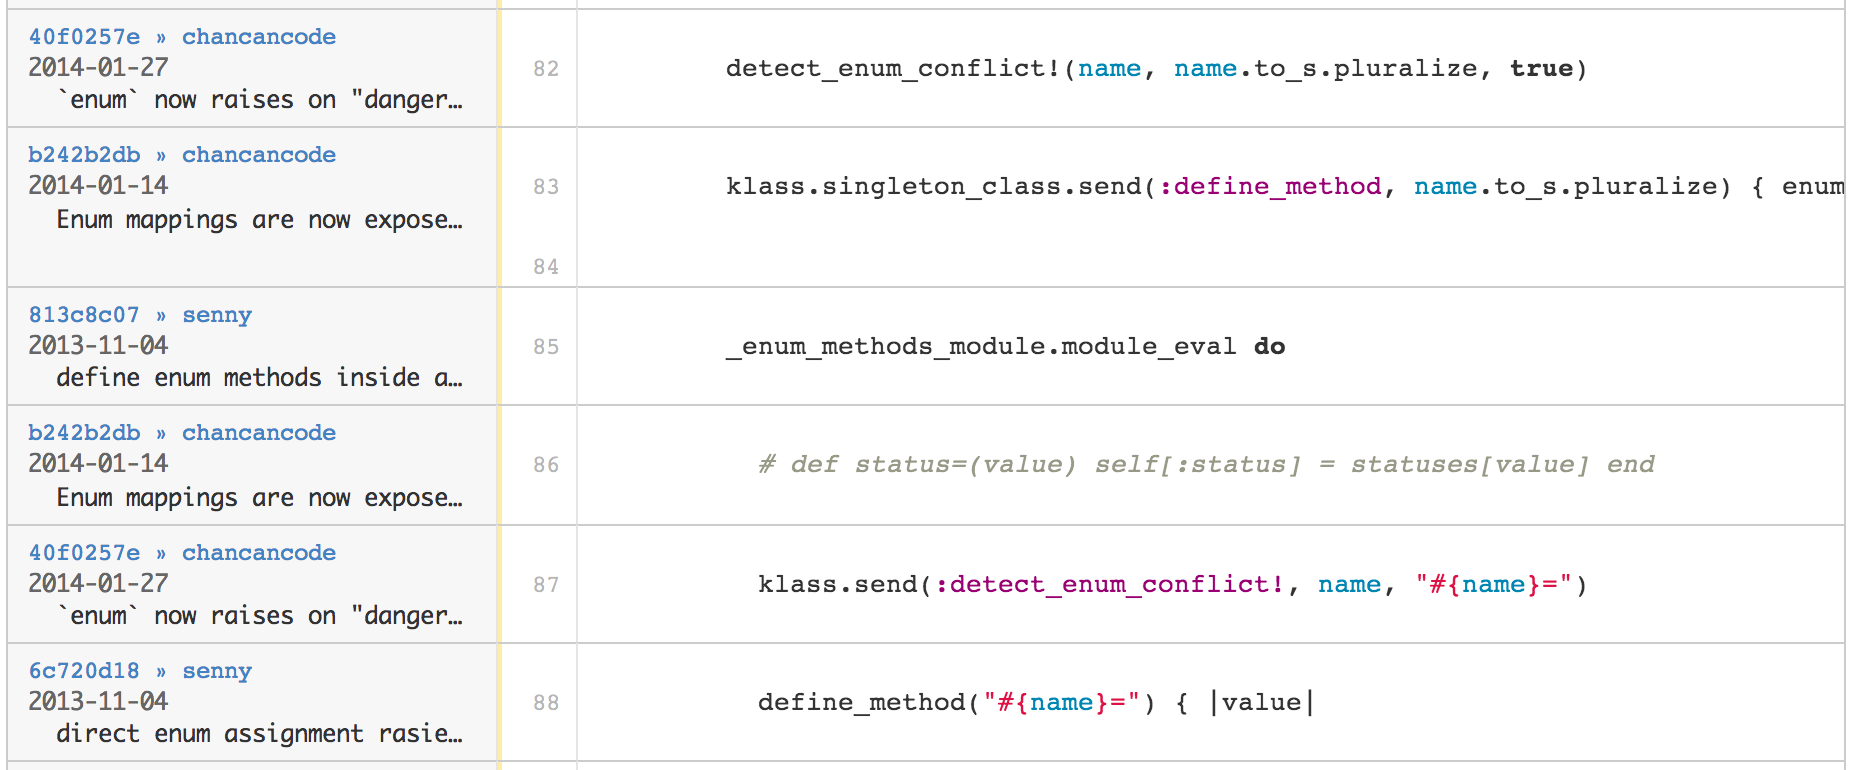 40f0257e » chancancode
2014-01-27
82 detect_enum_conflict!(name, name.to_s.pluralize, true)
`enum` now raises on "danger…
b242b2db » chancancode
2014-01-14
83 klass.singleton_class.send(:define_method, name.to_s.pluralize) { enum
Enum mappings are now expose…
84
813c8c07 » senny
2013-11-04
85 _enum_methods_module.module_eval do
define enum methods inside a…
b242b2db » chancancode
2014-01-14
86 # def status=(value) self[:status] = statuses[value] end
Enum mappings are now expose…
40f0257e » chancancode
2014-01-27
87 klass.send(:detect_enum_conflict!, name, "#{name}=")
`enum` now raises on "danger…
6c720d18 » senny
2013-11-04
88 define_method("#{name}=") { |value|
direct enum assignment rasie…